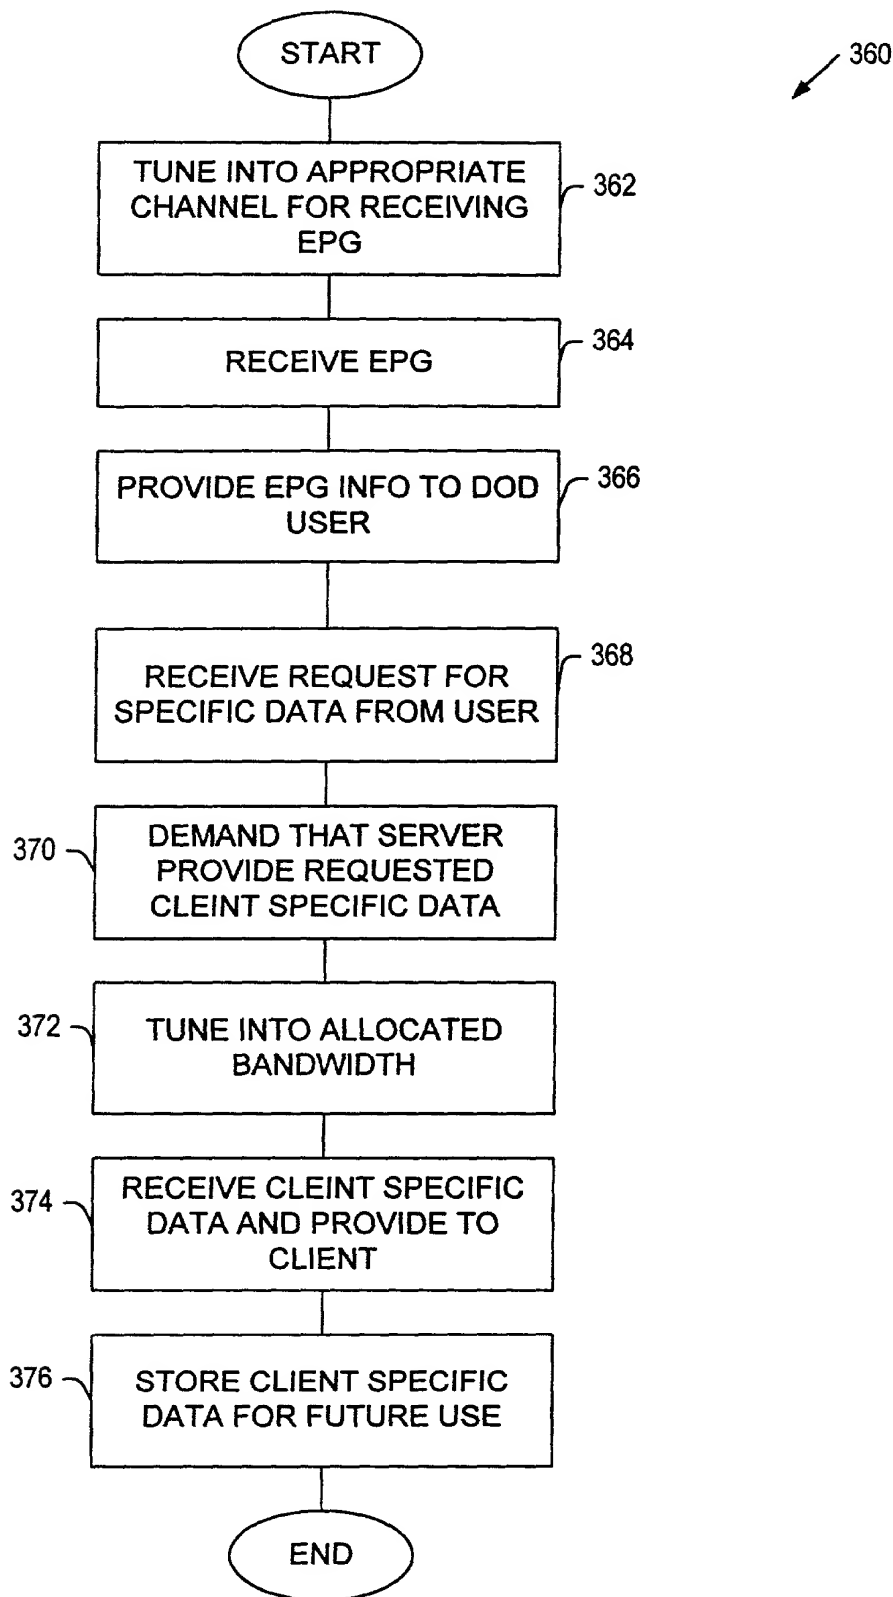 START
360
TUNE INTO APPROPRIATE
CHANNEL FOR RECEIVING
EPG
362
RECEIVE EPG
364
PROVIDE EPG INFO TO DOD
USER
366
RECEIVE REQUEST FOR
SPECIFIC DATA FROM USER
368
370
DEMAND THAT SERVER
PROVIDE REQUESTED
CLEINT SPECIFIC DATA
372
TUNE INTO ALLOCATED
BANDWIDTH
374
RECEIVE CLEINT SPECIFIC
DATA AND PROVIDE TO
CLIENT
376
STORE CLIENT SPECIFIC
DATA FOR FUTURE USE
END